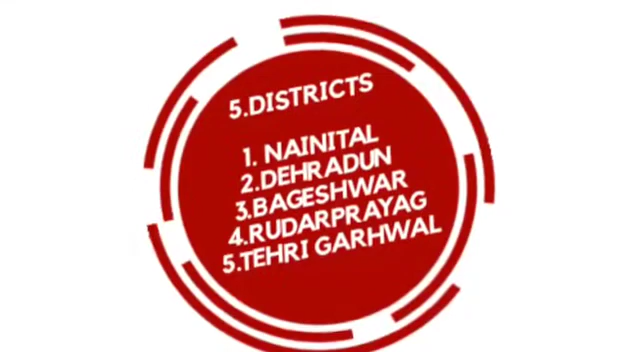 5.DISTRICTS
1. NAINITAL
2.DEHRADUN
3.BAGESHWAR
4.RUDARPRAYAG
5.TEHRI GARHWAL